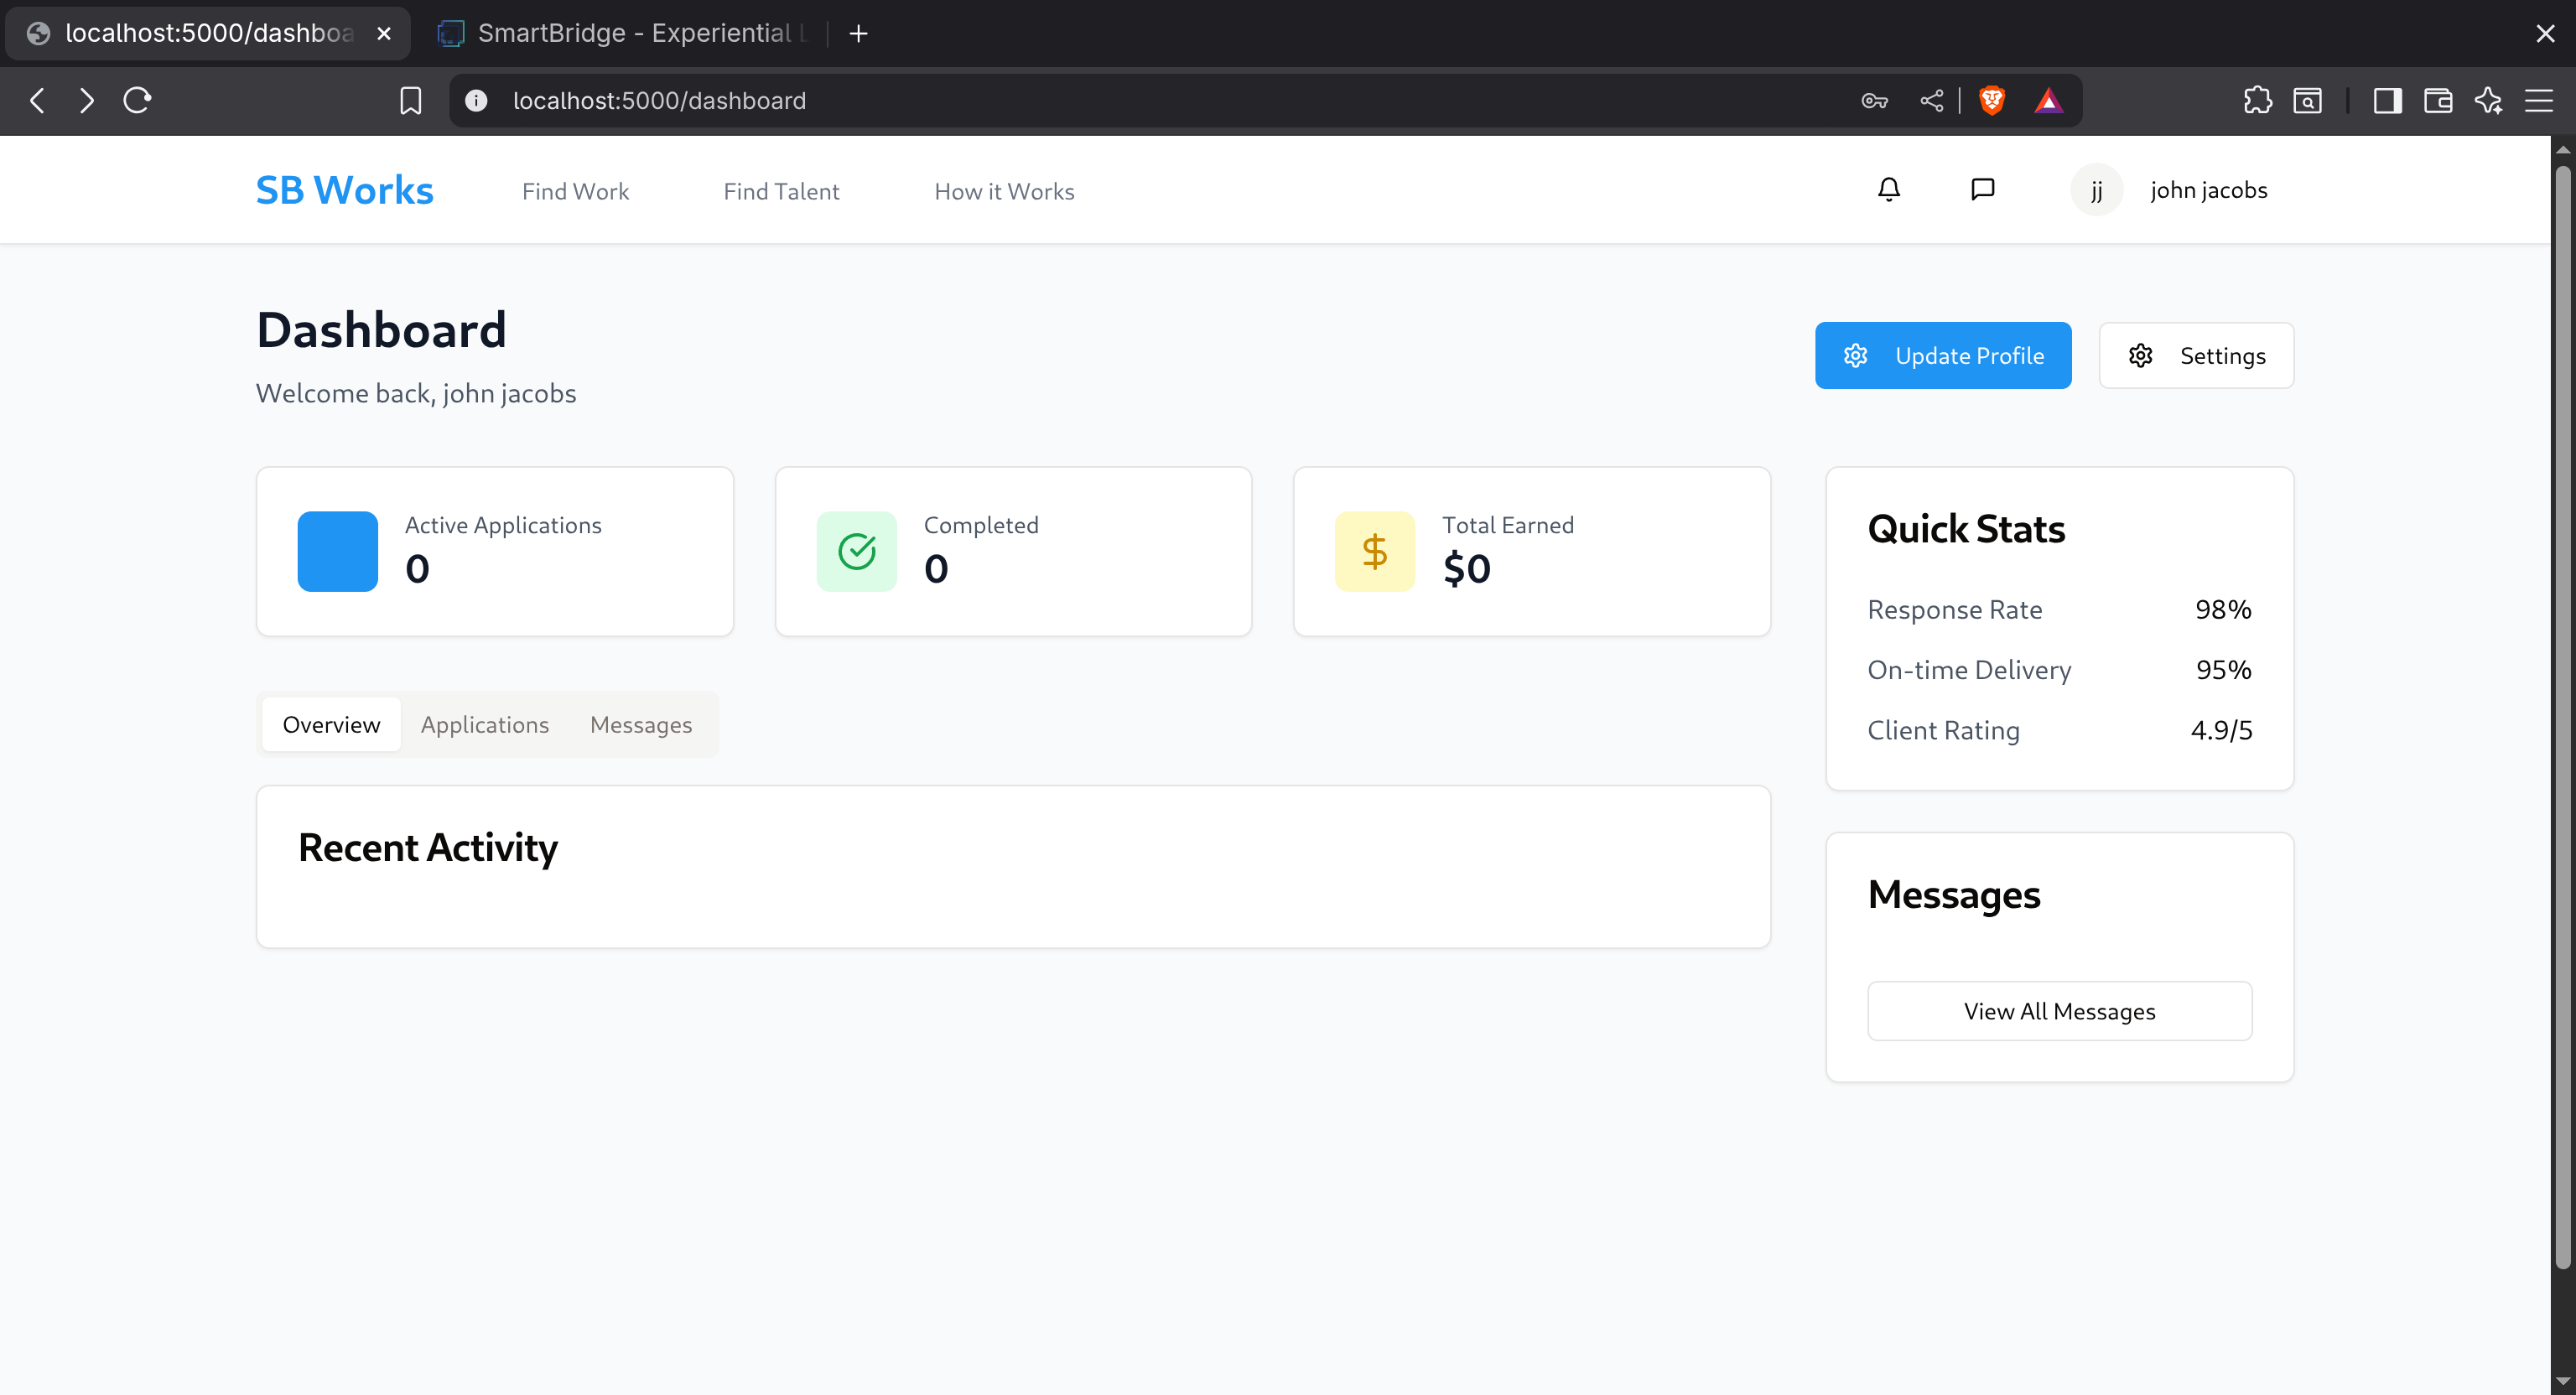 localhost:5000/dashboa
SmartBridge - Experiential L
localhost:5000/dashboard
SB Works
Find Work
Find Talent
How it Works
jj
john jacobs
Dashboard
Welcome back, john jacobs
Update Profile
Settings
Active Applications
0
Completed
0
Total Earned
$0
Overview
Applications
Messages
Recent Activity
Quick Stats
Response Rate 98%
On-time Delivery 95%
Client Rating 4.9/5
Messages
View All Messages